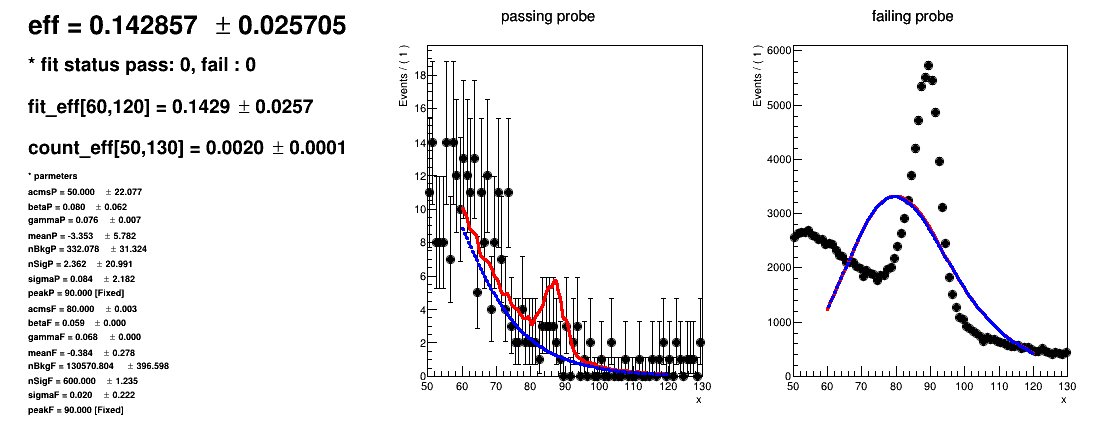 eff = 0.142857 ± 0.025705
* fit status pass: 0, fail : 0
fit_eff[60,120] = 0.1429 ± 0.0257
count_eff[50,130] = 0.0020 ± 0.0001
* parmeters
acmsP = 50.000 ± 22.077
betaP = 0.080 ± 0.062
gammaP = 0.076 ± 0.007
meanP = -3.353 ± 5.782
nBkgP = 332.078 ± 31.324
nSigP = 2.362 ± 20.991
sigmaP = 0.084 ± 2.182
peakP = 90.000 [Fixed]
acmsF = 80.000 ± 0.003
betaF = 0.059 ± 0.000
gammaF = 0.068 ± 0.000
meanF = -0.384 ± 0.278
nBkgF = 130570.804 ± 396.598
nSigF = 600.000 ± 1.235
sigmaF = 0.020 ± 0.222
peakF = 90.000 [Fixed]
passing probe
Events / ( 1 )
18
16
14
12
10
8
6
4
2
0
50 60 70 80 90 100 110 120 130
x
failing probe
Events / ( 1 )
6000
5000
4000
3000
2000
1000
0
50 60 70 80 90 100 110 120 130
x